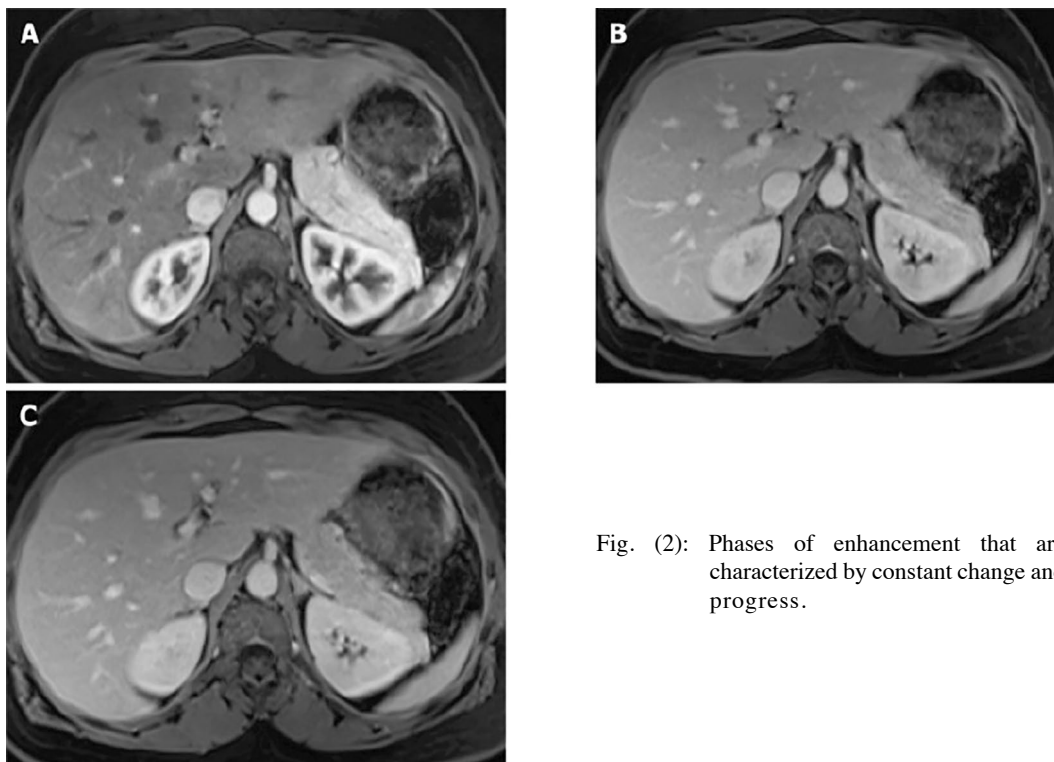 A
B
C
Fig. (2): Phases of enhancement that ar
characterized by constant change an
progress.